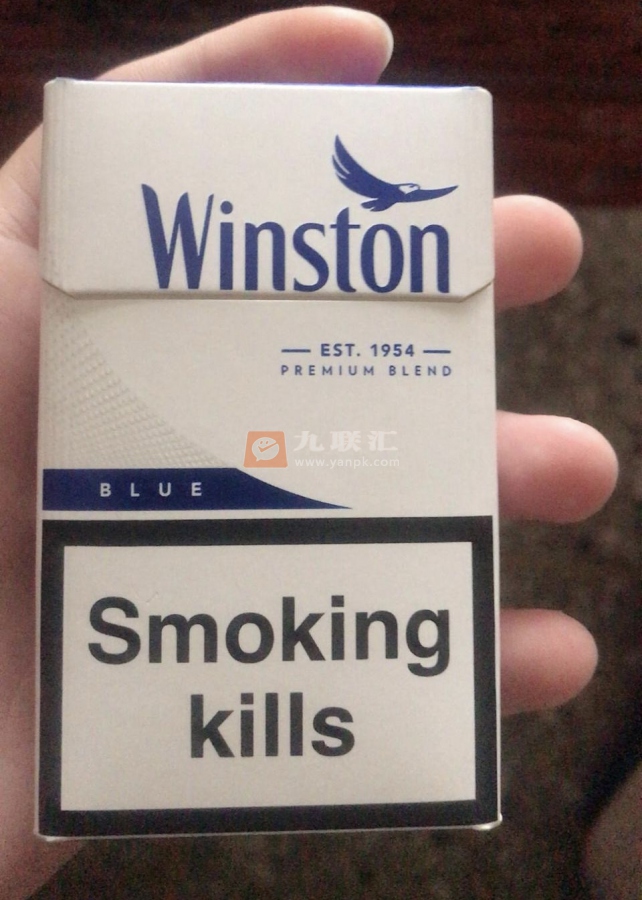 Winston
EST. 1954
PREMIUM BLEND
九联汇
www.yanpk.com
BLUE
Smoking
kills